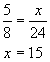 5/8 = x/24
x = 15